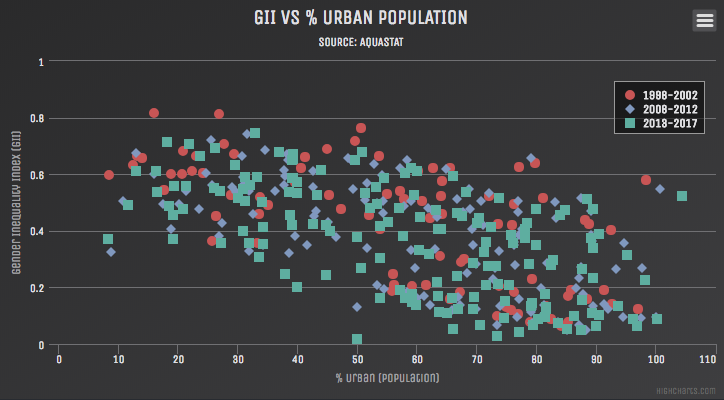 GII VS % URBAN POPULATION
SOURCE: AQUASTAT
1998-2002
2008-2012
2013-2017
Gender Inequality Index (GII)
1
0.8
0.6
0.4
0.2
0
0 10 20 30 40 50 60 70 80 90 100 110
% Urban (Population)
Highcharts.com